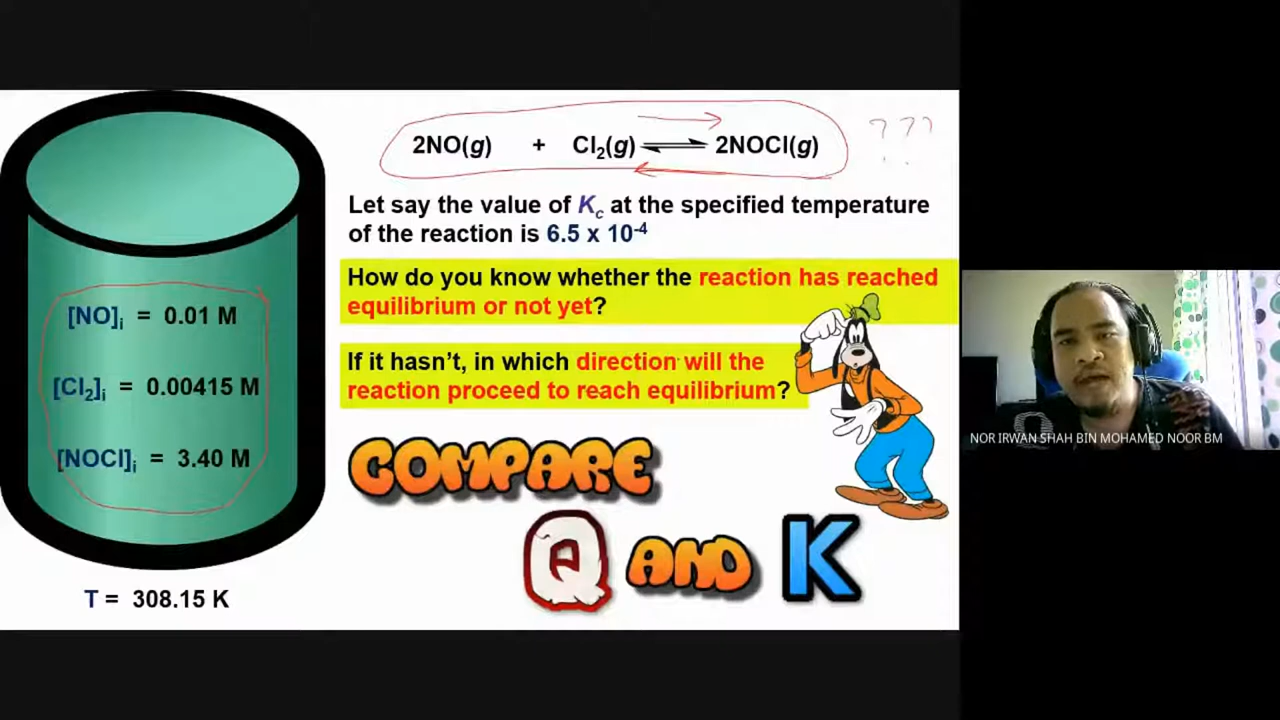 2NO(g) + Cl₂(g) ⇌ 2NOCl(g)
???
Let say the value of Kc at the specified temperature
of the reaction is 6.5 x 10⁻⁴
How do you know whether the reaction has reached
equilibrium or not yet?
If it hasn't, in which direction will the
reaction proceed to reach equilibrium?
COMPARE
Q AND K
[NO]ᵢ = 0.01 M
[Cl₂]ᵢ = 0.00415 M
[NOCl]ᵢ = 3.40 M
T = 308.15 K
NOR IRWAN SHAH BIN MOHAMED NOOR BM